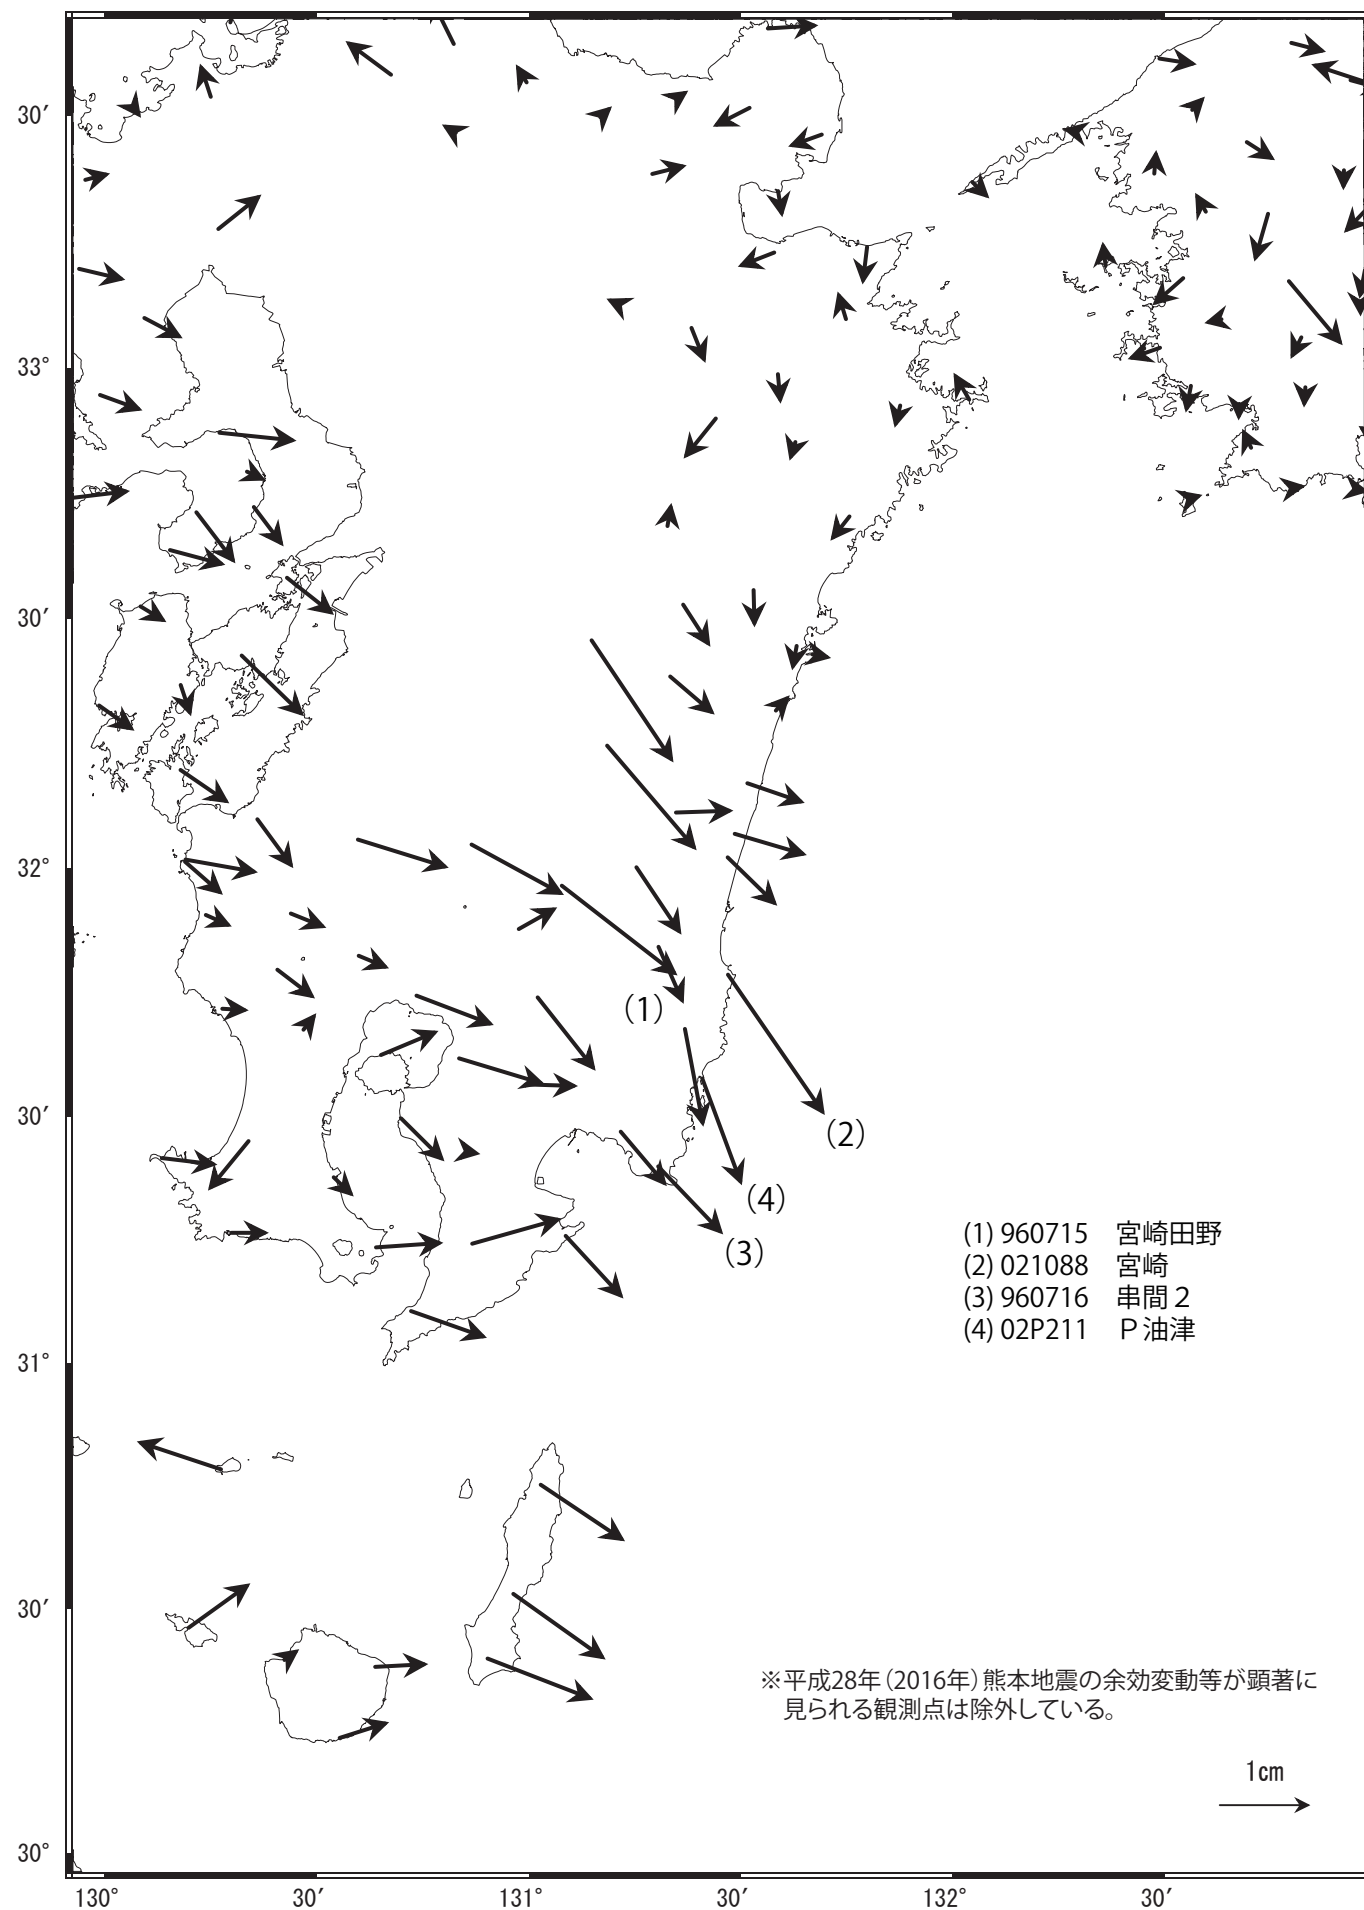 30′
33°
30′
32°
(1)
30′
(2)
(4)
(3)
(1) 960715 宮崎田野
(2) 021088 宮崎
(3) 960716 串間２
(4) 02P211 Ｐ油津
31°
30′
※平成28年(2016年)熊本地震の余効変動等が顕著に
見られる観測点は除外している。
1cm
30°
130° 30′ 131° 30′ 132° 30′